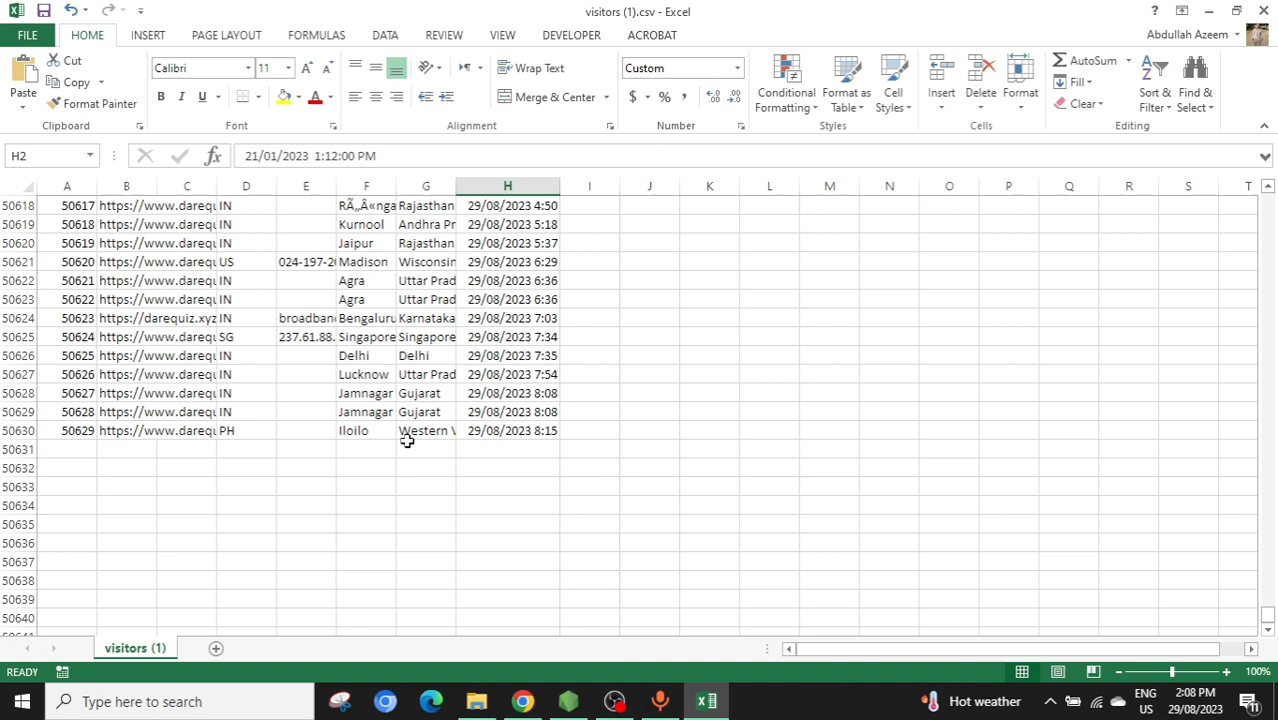 visitors (1).csv - Excel
?
FILE HOME INSERT PAGE LAYOUT FORMULAS DATA REVIEW VIEW DEVELOPER ACROBAT Abdullah Azeem
Paste Cut Copy Format Painter Clipboard
Calibri 11 B I U A Font
Wrap Text Merge & Center Alignment
Custom $ % , Number
Conditional Formatting Format as Table Cell Styles Styles
Insert Delete Format Cells
AutoSum Fill Clear Sort & Filter Find & Select Editing
H2 fx 21/01/2023 1:12:00 PM
A B C D E F G H I J K L M N O P Q R S T
50618 50617 https://www.darequ IN RÃ„Â«nga Rajasthan 29/08/2023 4:50
50619 50618 https://www.darequ IN Kurnool Andhra Pr 29/08/2023 5:18
50620 50619 https://www.darequ IN Jaipur Rajasthan 29/08/2023 5:37
50621 50620 https://www.darequ US 024-197-20 Madison Wisconsin 29/08/2023 6:29
50622 50621 https://www.darequ IN Agra Uttar Prad 29/08/2023 6:36
50623 50622 https://www.darequ IN Agra Uttar Prad 29/08/2023 6:36
50624 50623 https://darequiz.xyz IN broadband Bengaluru Karnataka 29/08/2023 7:03
50625 50624 https://www.darequ SG 237.61.88. Singapore Singapore 29/08/2023 7:34
50626 50625 https://www.darequ IN Delhi Delhi 29/08/2023 7:35
50627 50626 https://www.darequ IN Lucknow Uttar Prad 29/08/2023 7:54
50628 50627 https://www.darequ IN Jamnagar Gujarat 29/08/2023 8:08
50629 50628 https://www.darequ IN Jamnagar Gujarat 29/08/2023 8:08
50630 50629 https://www.darequ PH Iloilo Western V 29/08/2023 8:15
50631
50632
50633
50634
50635
50636
50637
50638
50639
50640
visitors (1)
READY 100%
Type here to search
Hot weather
ENG US
2:08 PM 29/08/2023
11